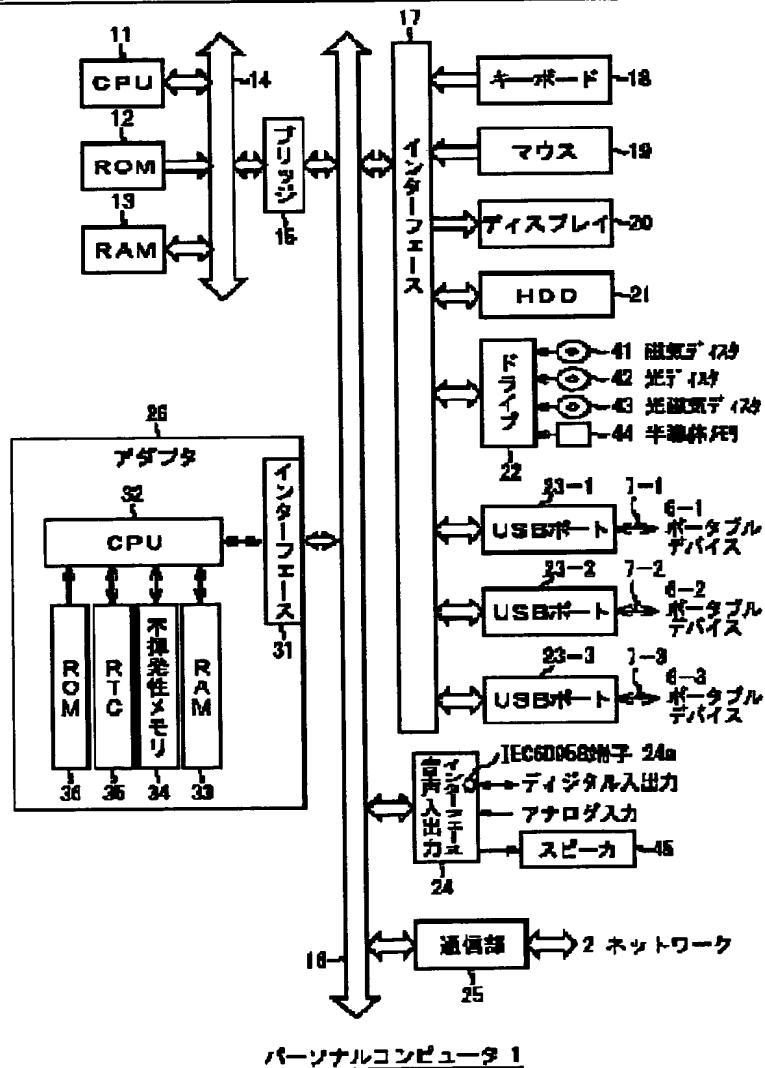 11
CPU
14
12
ROM
13
RAM
ブリッジ
15
17
インターフェース
キーボード 18
マウス 19
ディスプレイ 20
HDD 21
ドライブ
22
41 磁気ディスク
42 光ディスク
43 光磁気ディスク
44 半導体メモリ
26
アダプタ
32
CPU
インターフェース
31
ROM
RTC
不揮発性メモリ
RAM
36
35
34
33
23-1
7-1
6-1
USBポート
ポータブル
デバイス
23-2
7-2
6-2
USBポート
ポータブル
デバイス
23-3
7-3
6-3
USBポート
ポータブル
デバイス
音声入出力
インターフェース
24
IEC60958端子 24a
ディジタル入出力
アナログ入力
スピーカ 45
16
通信部
25
2 ネットワーク
パーソナルコンピュータ 1